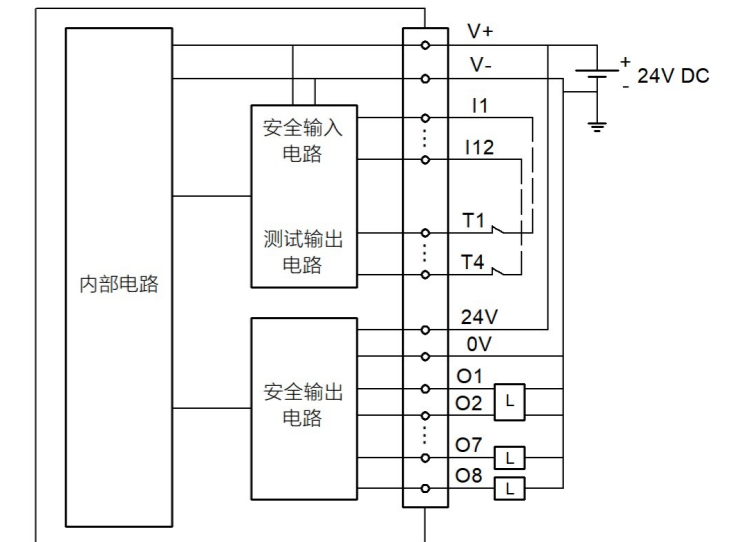 V+
V-
+
24V DC
-
I1
安全输入
电路
I12
T1
测试输出
电路
T4
内部电路
24V
0V
O1
安全输出
电路
O2
L
O7
L
O8
L